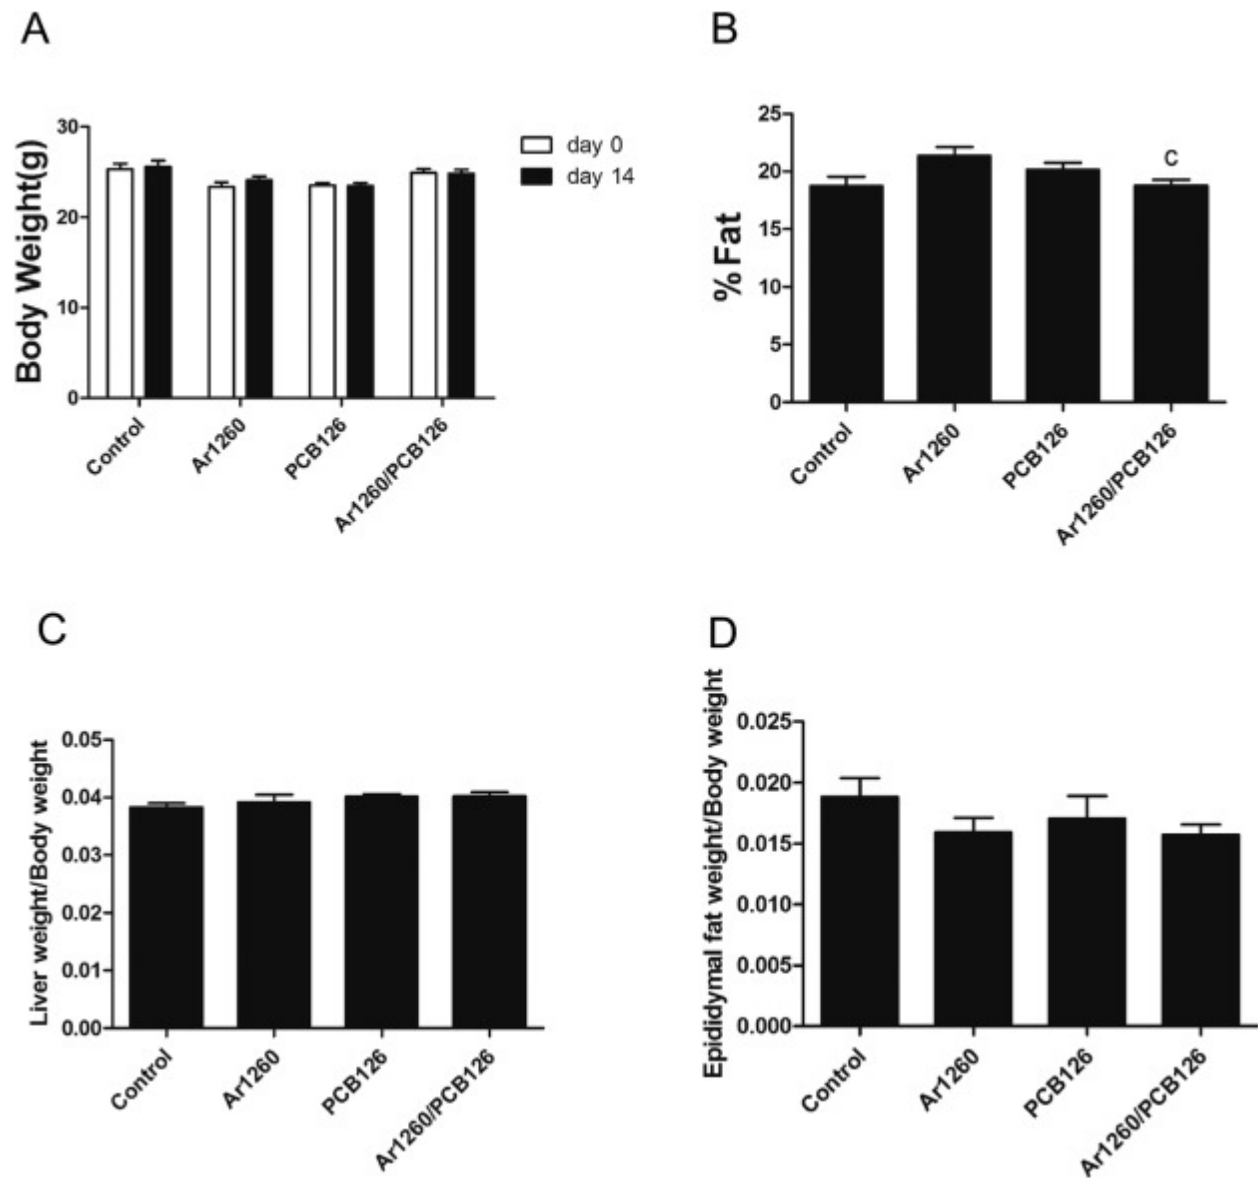 A
Body Weight(g)
30
20
10
0
Control
Ar1260
PCB126
Ar1260/PCB126
day 0
day 14
B
%Fat
25
20
15
10
5
0
c
Control
Ar1260
PCB126
Ar1260/PCB126
C
Liver weight/Body weight
0.05
0.04
0.03
0.02
0.01
0.00
Control
Ar1260
PCB126
Ar1260/PCB126
D
Epididymal fat weight/Body weight
0.025
0.020
0.015
0.010
0.005
0.000
Control
Ar1260
PCB126
Ar1260/PCB126